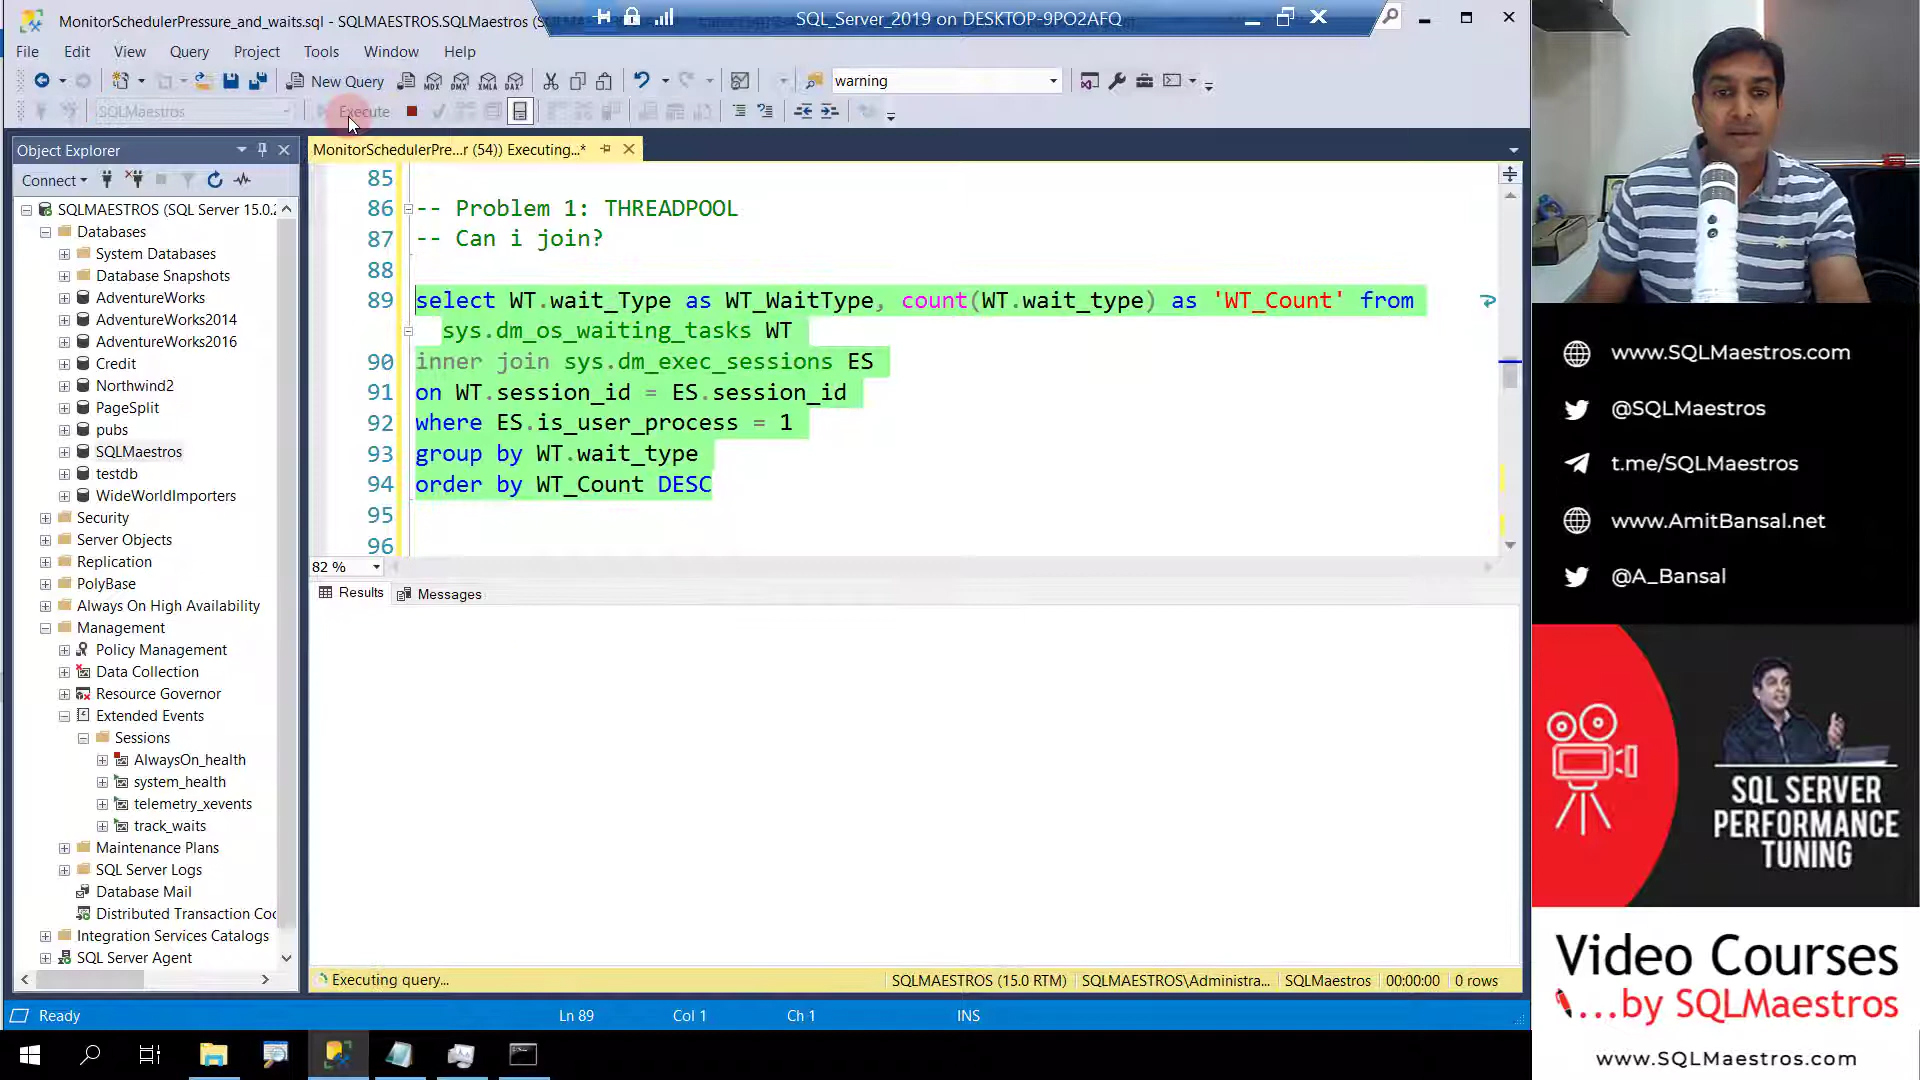 MonitorSchedulerPressure_and_waits.sql - SQLMAESTROS.SQLMaestros
SQL_Server_2019 on DESKTOP-9PO2AFQ
File Edit View Query Project Tools Window Help
New Query
warning
SQLMaestros
Execute
Object Explorer
MonitorSchedulerPre...r (54)) Executing...*
Connect
SQLMAESTROS (SQL Server 15.0.2
Databases
System Databases
Database Snapshots
AdventureWorks
AdventureWorks2014
AdventureWorks2016
Credit
Northwind2
PageSplit
pubs
SQLMaestros
testdb
WideWorldImporters
Security
Server Objects
Replication
PolyBase
Always On High Availability
Management
Policy Management
Data Collection
Resource Governor
Extended Events
Sessions
AlwaysOn_health
system_health
telemetry_xevents
track_waits
Maintenance Plans
SQL Server Logs
Database Mail
Distributed Transaction Coo
Integration Services Catalogs
SQL Server Agent
85
86 -- Problem 1: THREADPOOL
87 -- Can i join?
88
89 select WT.wait_Type as WT_WaitType, count(WT.wait_type) as 'WT_Count' from
sys.dm_os_waiting_tasks WT
90 inner join sys.dm_exec_sessions ES
91 on WT.session_id = ES.session_id
92 where ES.is_user_process = 1
93 group by WT.wait_type
94 order by WT_Count DESC
95
96
82 %
Results Messages
Executing query...
SQLMAESTROS (15.0 RTM) SQLMAESTROS\Administra... SQLMaestros 00:00:00 0 rows
Ready
Ln 89 Col 1 Ch 1 INS
www.SQLMaestros.com
@SQLMaestros
t.me/SQLMaestros
www.AmitBansal.net
@A_Bansal
SQL SERVER
PERFORMANCE
TUNING
Video Courses
...by SQLMaestros
www.SQLMaestros.com